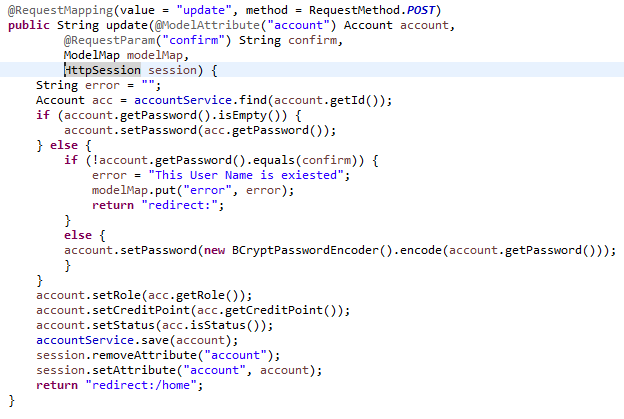 @RequestMapping(value = "update", method = RequestMethod.POST)
public String update(@ModelAttribute("account") Account account,
        @RequestParam("confirm") String confirm,
        ModelMap modelMap,
        HttpSession session) {
    String error = "";
    Account acc = accountService.find(account.getId());
    if (account.getPassword().isEmpty()) {
        account.setPassword(acc.getPassword());
    } else {
        if (!account.getPassword().equals(confirm)) {
            error = "This User Name is exiested";
            modelMap.put("error", error);
            return "redirect:";
        }
        else {
        account.setPassword(new BCryptPasswordEncoder().encode(account.getPassword()));
        }
    }
    account.setRole(acc.getRole());
    account.setCreditPoint(acc.getCreditPoint());
    account.setStatus(acc.isStatus());
    accountService.save(account);
    session.removeAttribute("account");
    session.setAttribute("account", account);
    return "redirect:/home";
}